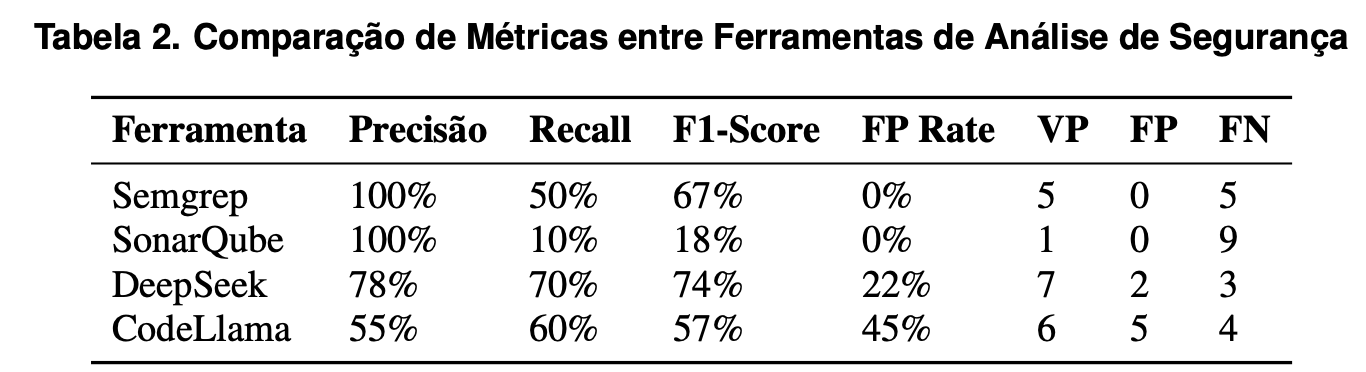 Tabela 2. Comparação de Métricas entre Ferramentas de Análise de Segurança
Ferramenta Precisão Recall F1-Score FP Rate VP FP FN
Semgrep 100% 50% 67% 0% 5 0 5
SonarQube 100% 10% 18% 0% 1 0 9
DeepSeek 78% 70% 74% 22% 7 2 3
CodeLlama 55% 60% 57% 45% 6 5 4